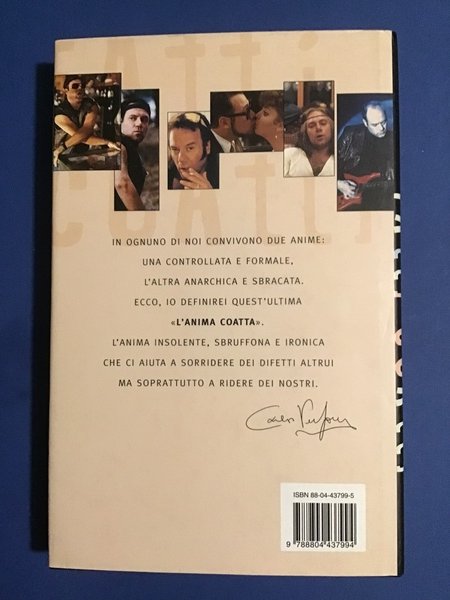 atti
coatti
IN OGNUNO DI NOI CONVIVONO DUE ANIME:
UNA CONTROLLATA E FORMALE,
L'ALTRA ANARCHICA E SBRACATA.
ECCO, IO DEFINIREI QUEST'ULTIMA
«L'ANIMA COATTA».
L'ANIMA INSOLENTE, SBRUFFONA E IRONICA
CHE CI AIUTA A SORRIDERE DEI DIFETTI ALTRUI
MA SOPRATTUTTO A RIDERE DEI NOSTRI.
ISBN 88-04-43799-5
9 788804 437994